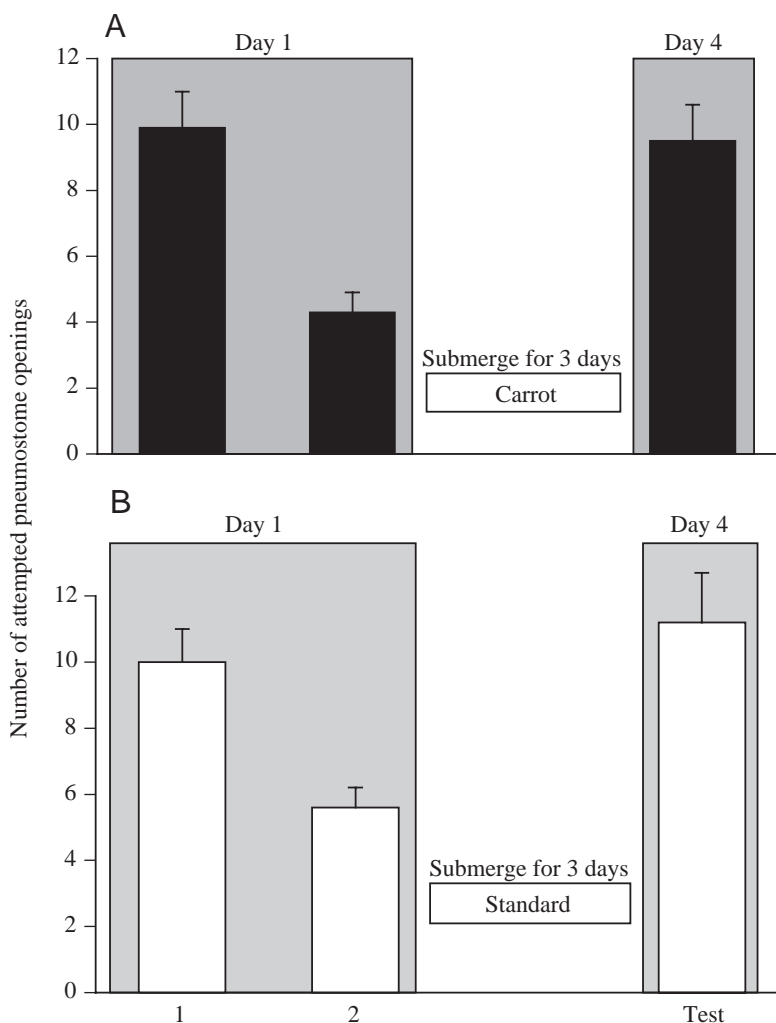 A
Day 1
Day 4
12
10
8
6
4
2
0
Submerge for 3 days
Carrot
Number of attempted pneumostome openings
B
Day 1
Day 4
12
10
8
6
4
2
0
Submerge for 3 days
Standard
1 2 Test